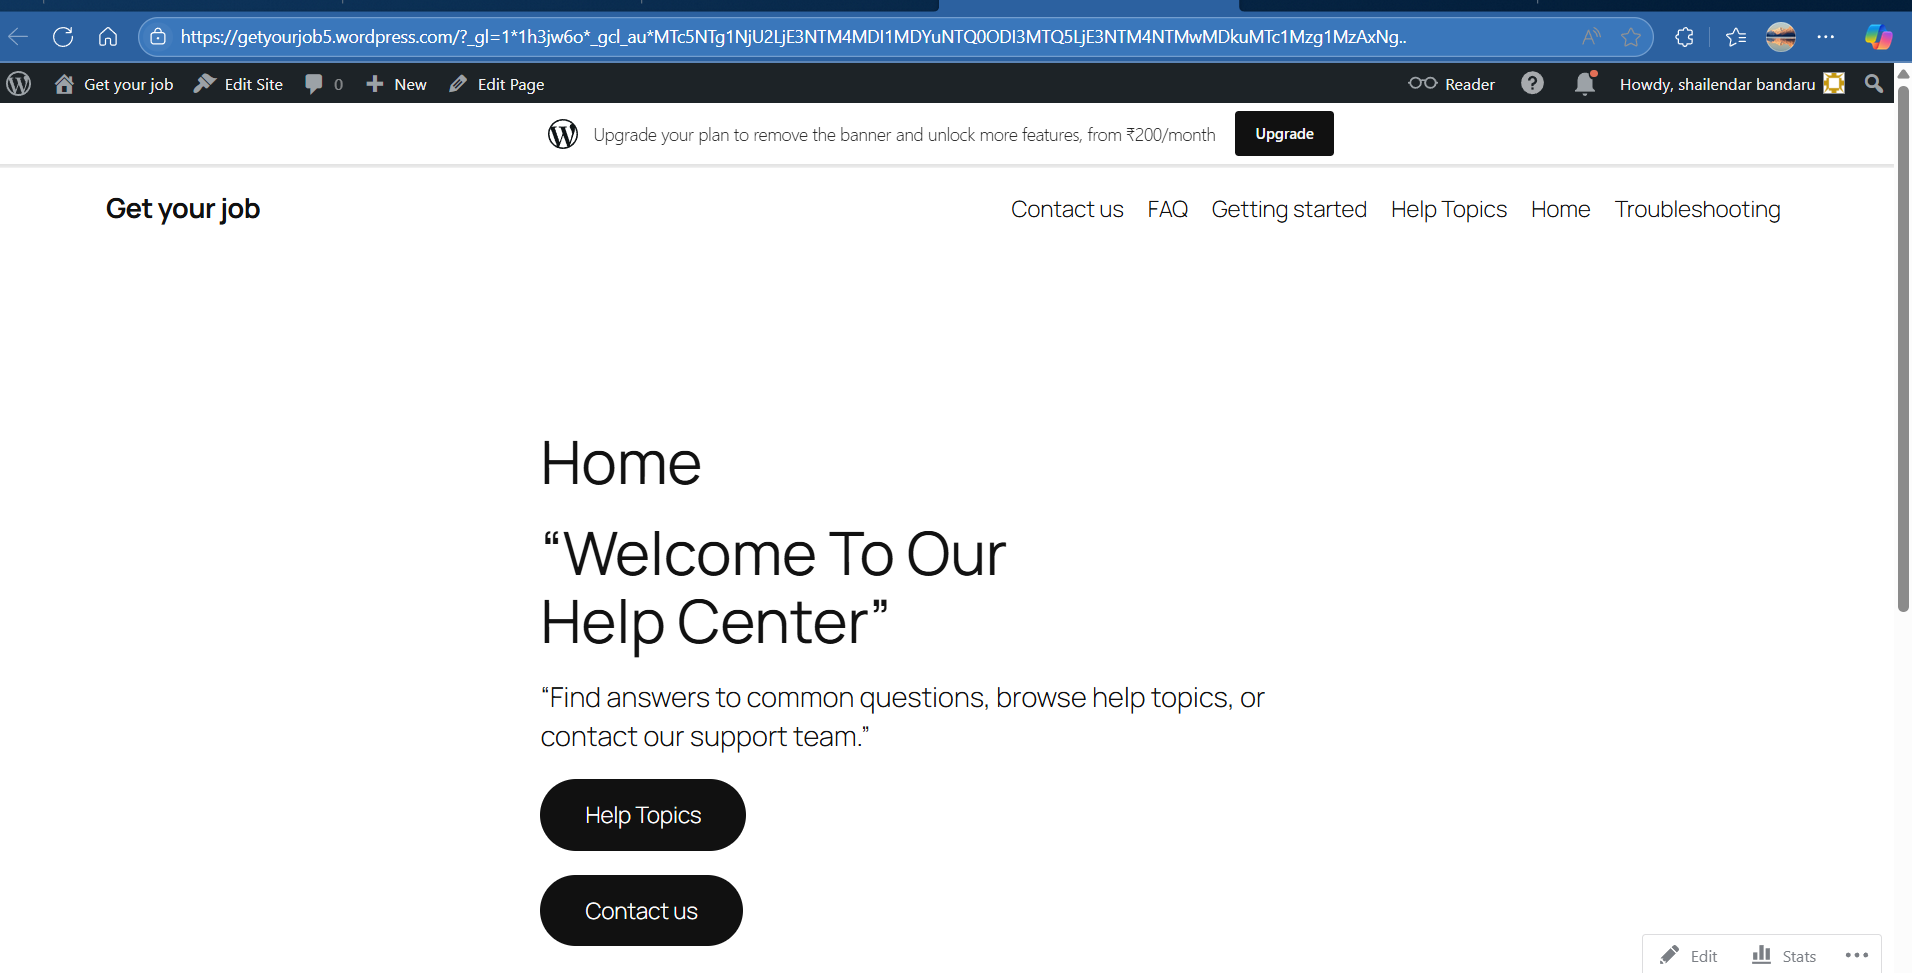 https://getyourjob5.wordpress.com/?_gl=1*1h3jw6o*_gcl_au*MTc5NTg1NjU2LjE3NTM4MDI1MDYuNTQ0ODI3MTQ5LjE3NTM4NTMwMDkuMTc1Mzg1MzAxNg..
Get your job Edit Site 0 New Edit Page Reader Howdy, shailendar bandaru
Upgrade your plan to remove the banner and unlock more features, from ₹200/month Upgrade
Get your job Contact us FAQ Getting started Help Topics Home Troubleshooting
Home
“Welcome To Our
Help Center”
“Find answers to common questions, browse help topics, or
contact our support team.”
Help Topics
Contact us
Edit Stats